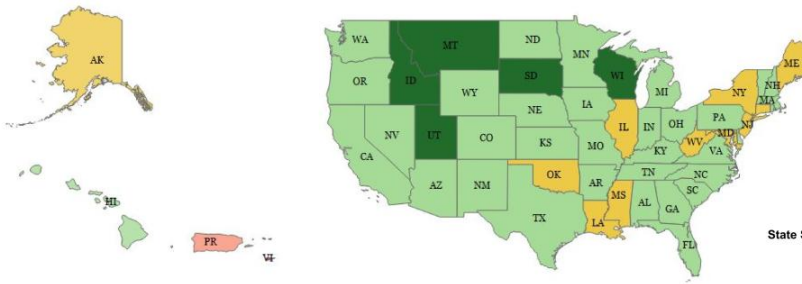 WA
MT
ND
MN
ME
AK
OR
ID
SD
WI
NY
NH
MA
WY
MI
IA
NE
PA
NJ
NV
UT
IL
IN
OH
MD
CO
WV
VA
CA
KS
MO
KY
NC
TN
AZ
NM
OK
AR
SC
HI
MS
AL
GA
TX
LA
State S
PR
FL
VI